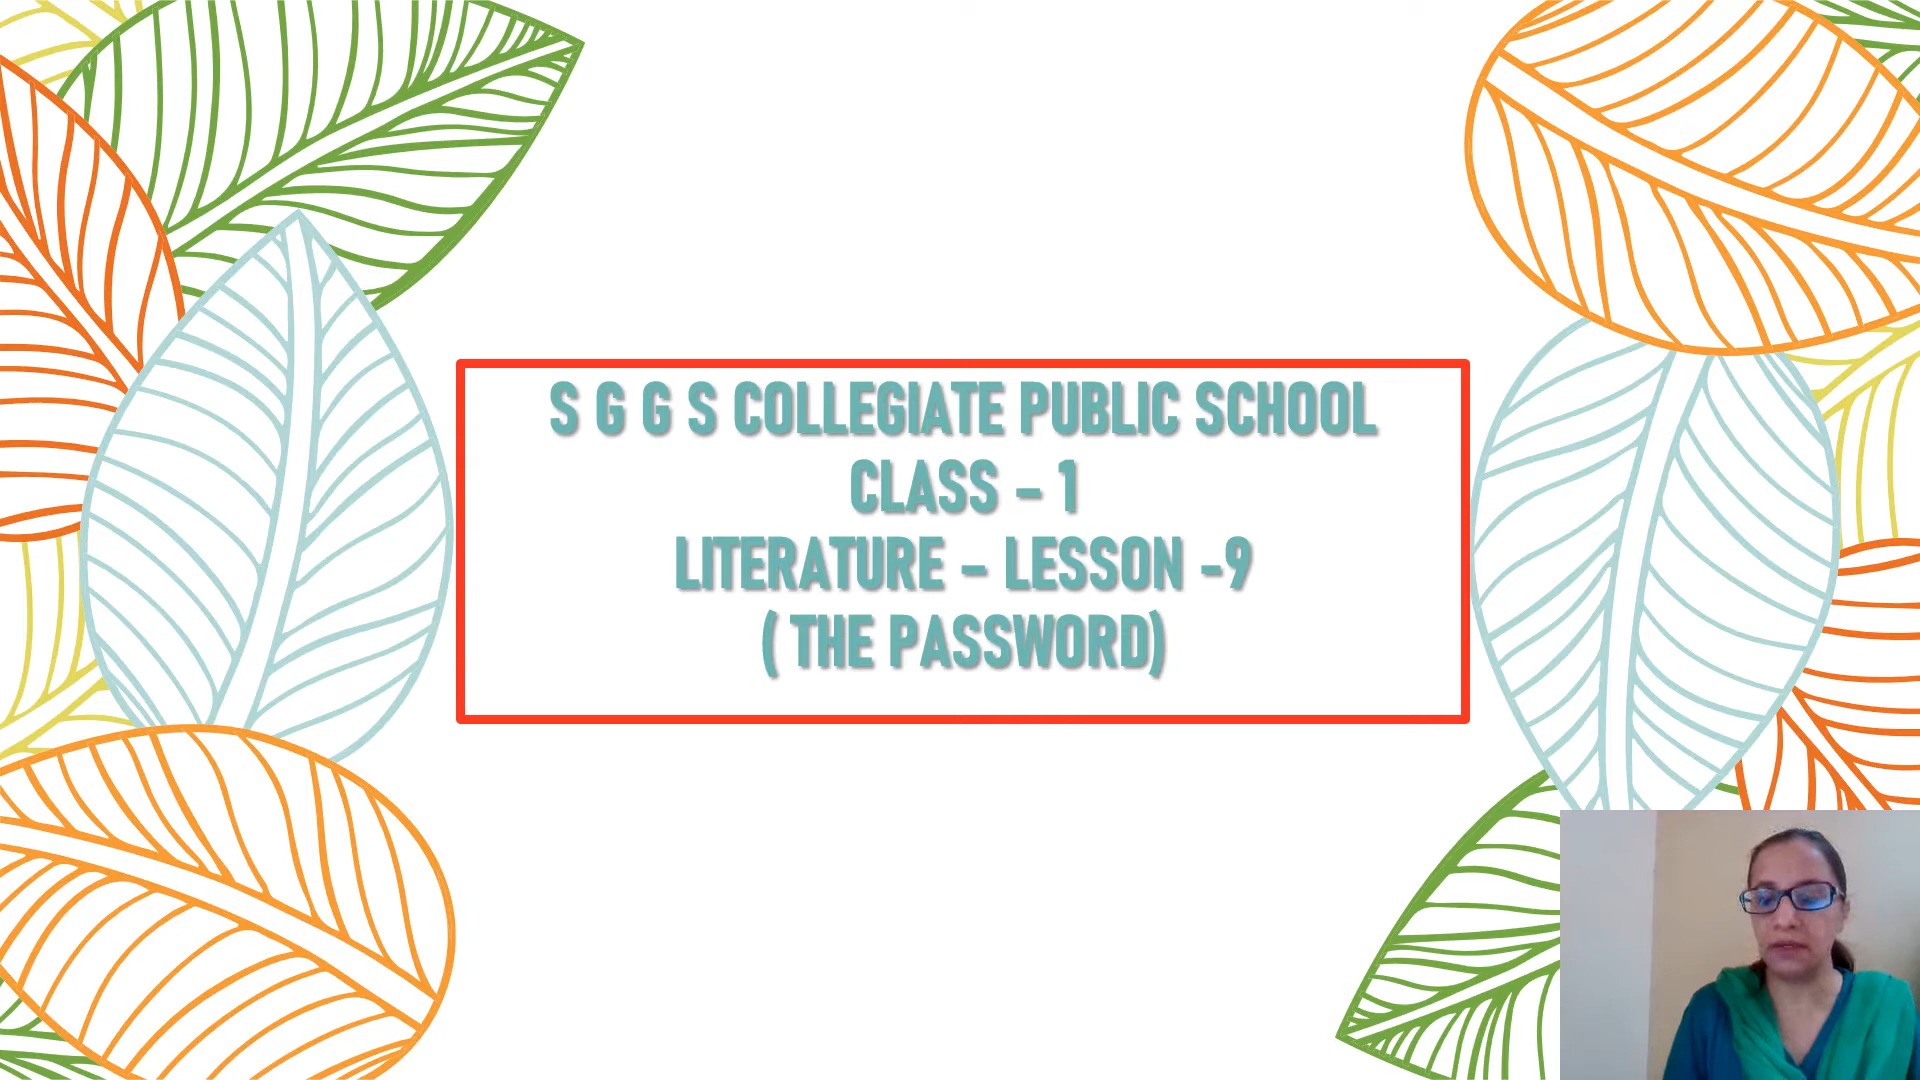 S G G S COLLEGIATE PUBLIC SCHOOL
CLASS – 1
LITERATURE – LESSON -9
( THE PASSWORD)